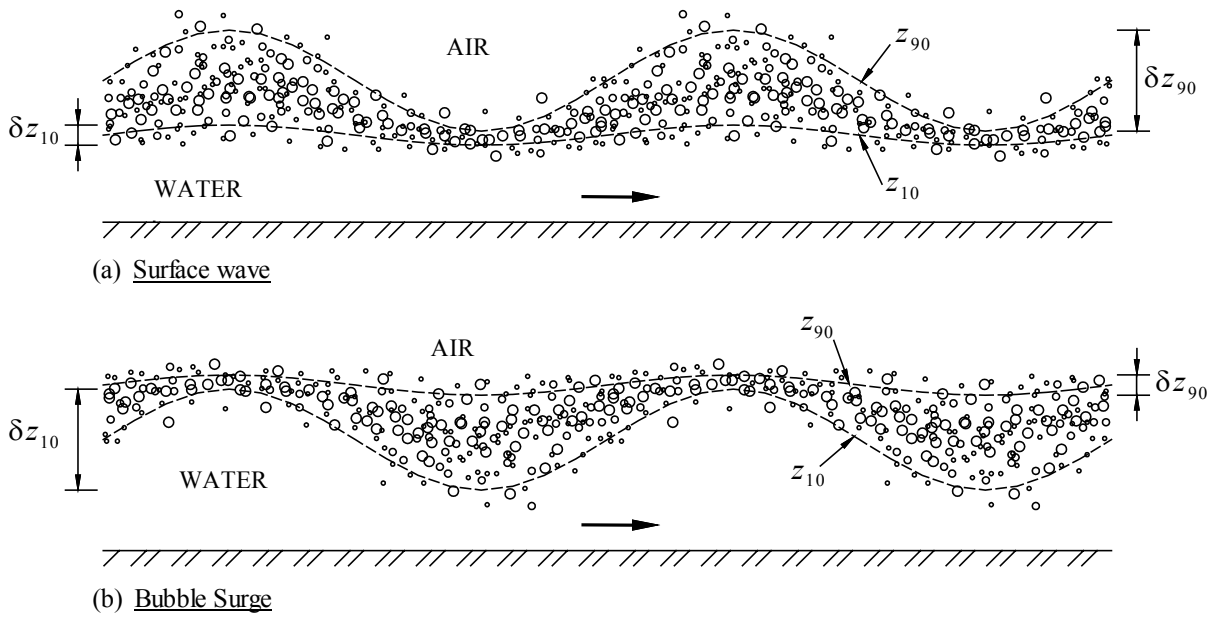 AIR
z90
δz90
δz10
WATER
z10
(a) Surface wave
z90
AIR
δz90
δz10
WATER
z10
(b) Bubble Surge